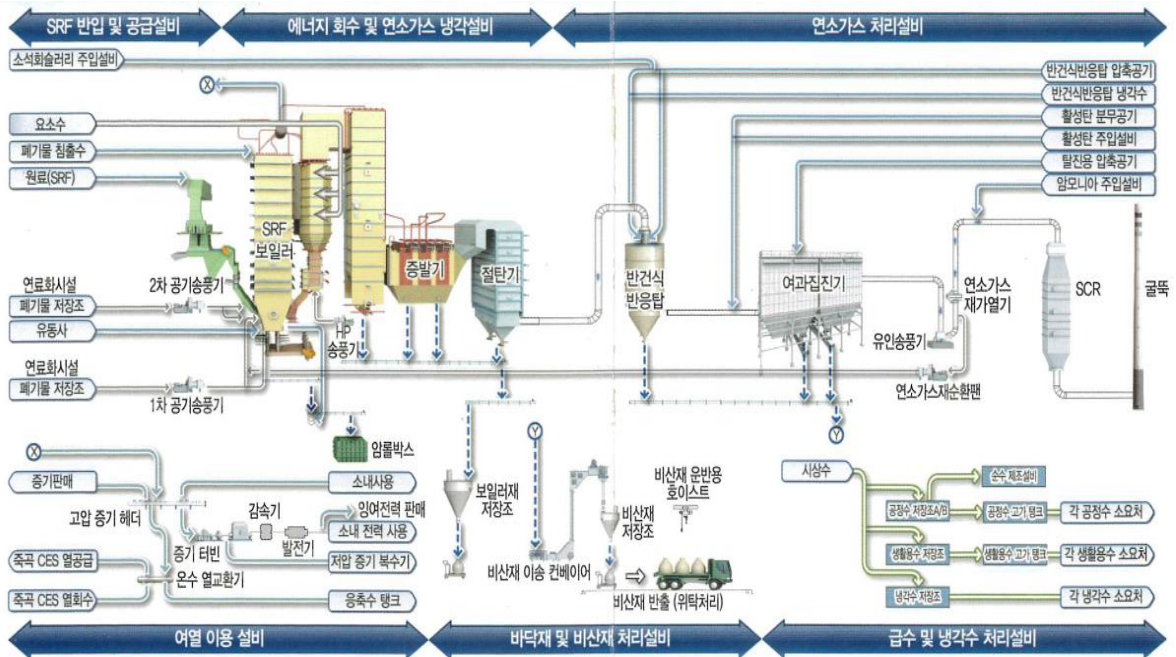 SRF 반입 및 공급설비
에너지 회수 및 연소가스 냉각설비
연소가스 처리설비
소석회슬러리 주입설비
X
요소수
폐기물 침출수
원료(SRF)
SRF
보일러
증발기
절탄기
반건식
반응탑
반건식반응탑 압축공기
반건식반응탑 냉각수
활성탄 분무공기
활성탄 주입설비
탈진용 압축공기
암모니아 주입설비
2차 공기송풍기
연료화시설
폐기물 저장조
유동사
HP
송풍기
여과집진기
유인송풍기
연소가스
재가열기
SCR
굴뚝
연료화시설
폐기물 저장조
1차 공기송풍기
연소가스재순환팬
암롤박스
Y
Y
X
증기판매
고압 증기 헤더
소내사용
잉여전력 판매
감속기
발전기
소내 전력 사용
증기 터빈
저압 증기 복수기
죽곡 CES 열공급
온수 열교환기
죽곡 CES 열회수
응축수 탱크
보일러재
저장조
비산재 이송 컨베이어
비산재 운반용
호이스트
비산재
저장조
비산재 반출 (위탁처리)
시상수
순수 제조설비
공정수 저장조A/B
공정수 고가 탱크
각 공정수 소요처
생활용수 저장조
생활용수 고가 탱크
각 생활용수 소요처
냉각수 저장조
각 냉각수 소요처
여열 이용 설비
바닥재 및 비산재 처리설비
급수 및 냉각수 처리설비